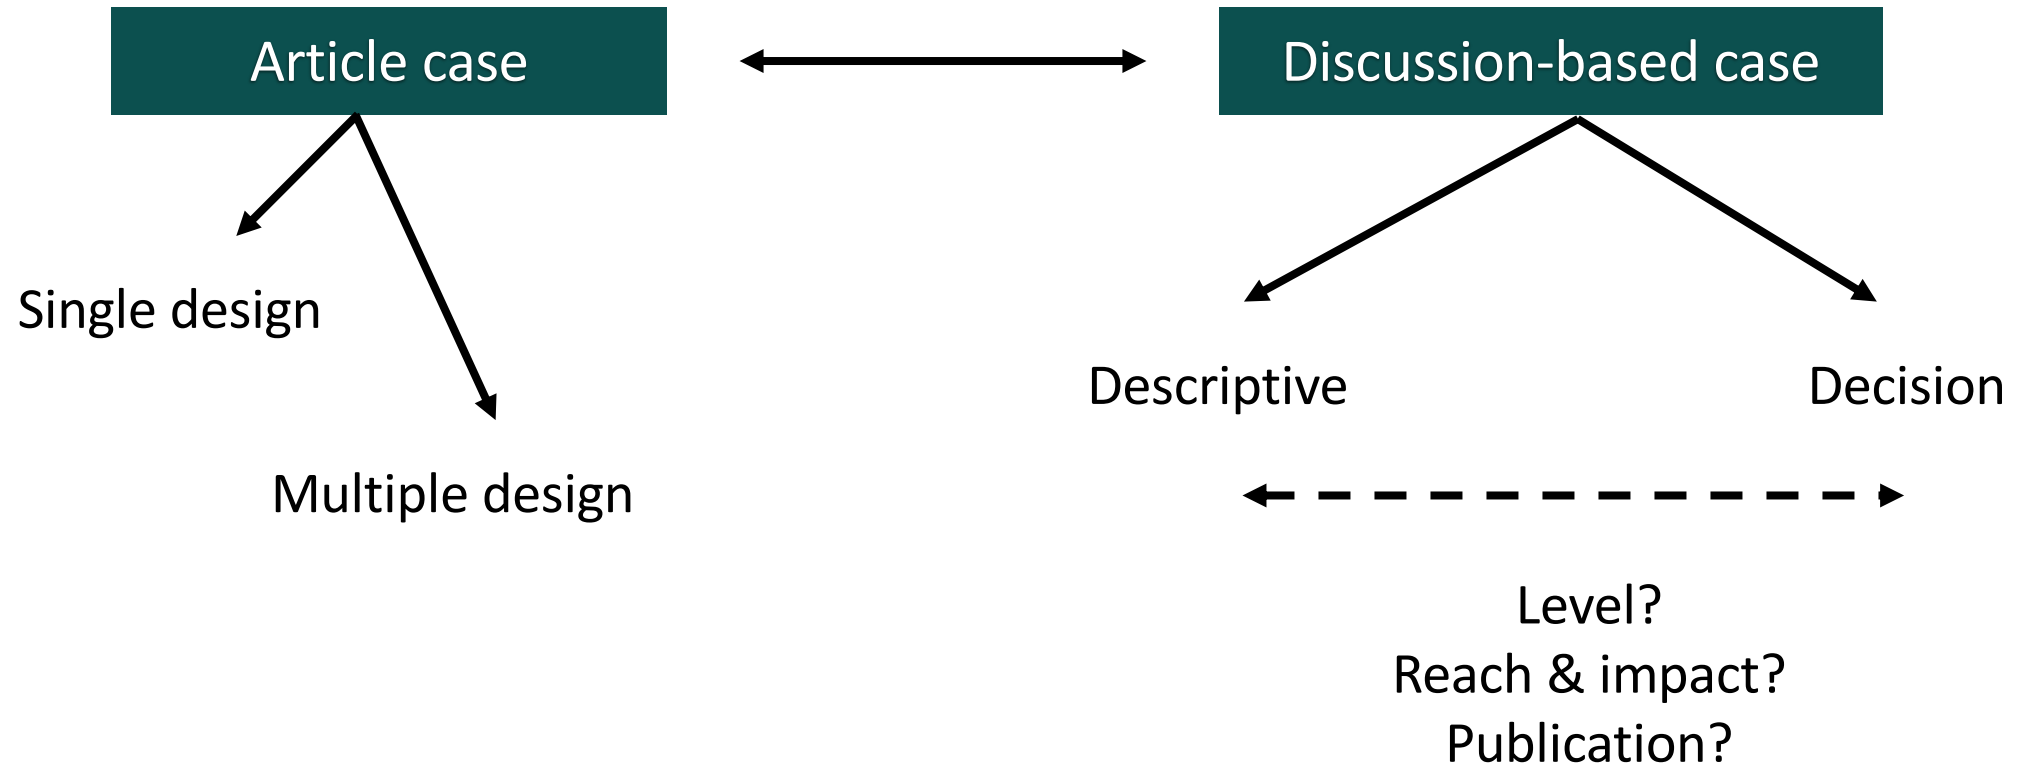 Article case
Discussion-based case
Single design
Multiple design
Descriptive
Decision
Level?
Reach & impact?
Publication?